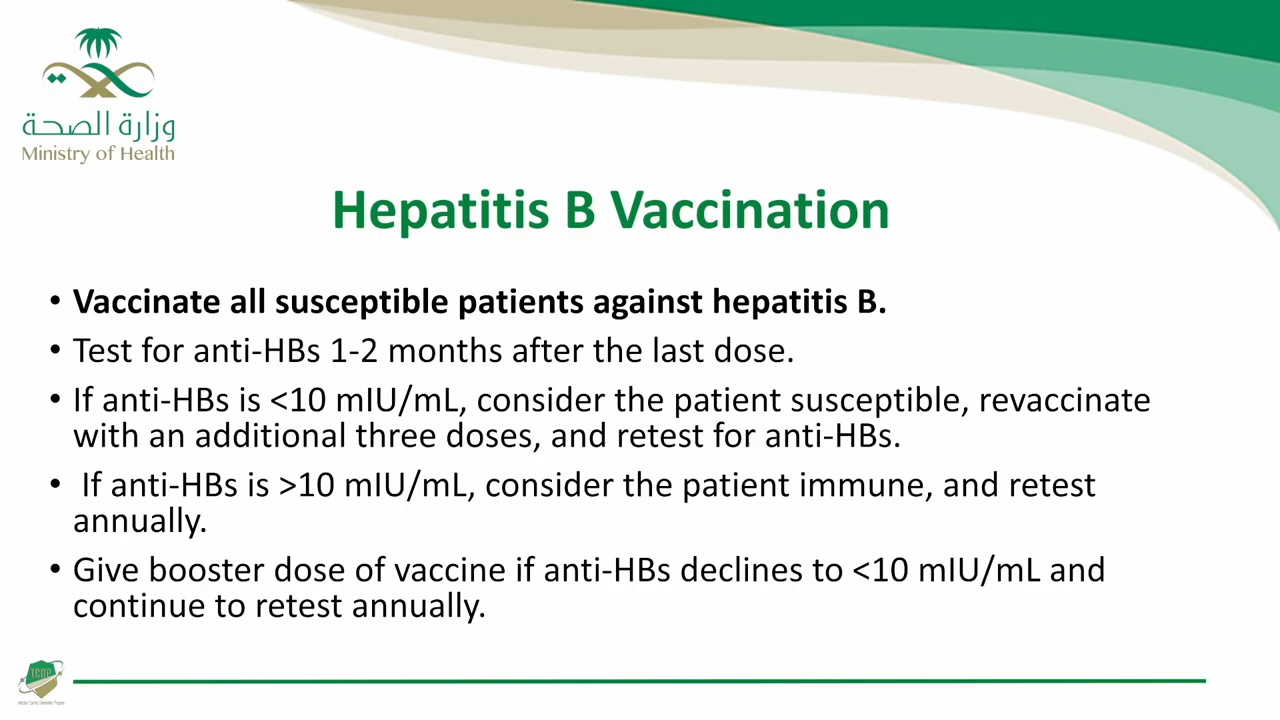 وزارة الصحة
Ministry of Health
Hepatitis B Vaccination
• Vaccinate all susceptible patients against hepatitis B.
• Test for anti-HBs 1-2 months after the last dose.
• If anti-HBs is <10 mIU/mL, consider the patient susceptible, revaccinate
with an additional three doses, and retest for anti-HBs.
• If anti-HBs is >10 mIU/mL, consider the patient immune, and retest
annually.
• Give booster dose of vaccine if anti-HBs declines to <10 mIU/mL and
continue to retest annually.